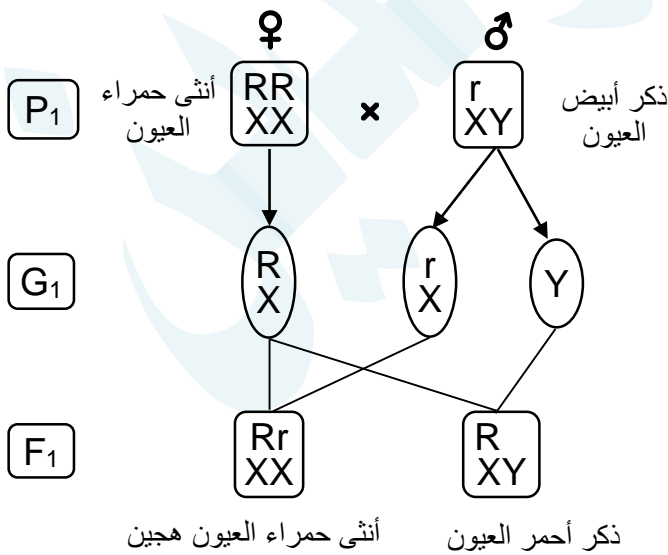 ♀ ♂
P₁
أنثى حمراء
العيون
RR
XX
×
r
XY
ذكر أبيض
العيون
G₁
R
X
r
X
Y
F₁
Rr
XX
R
XY
أنثى حمراء العيون هجين
ذكر أحمر العيون